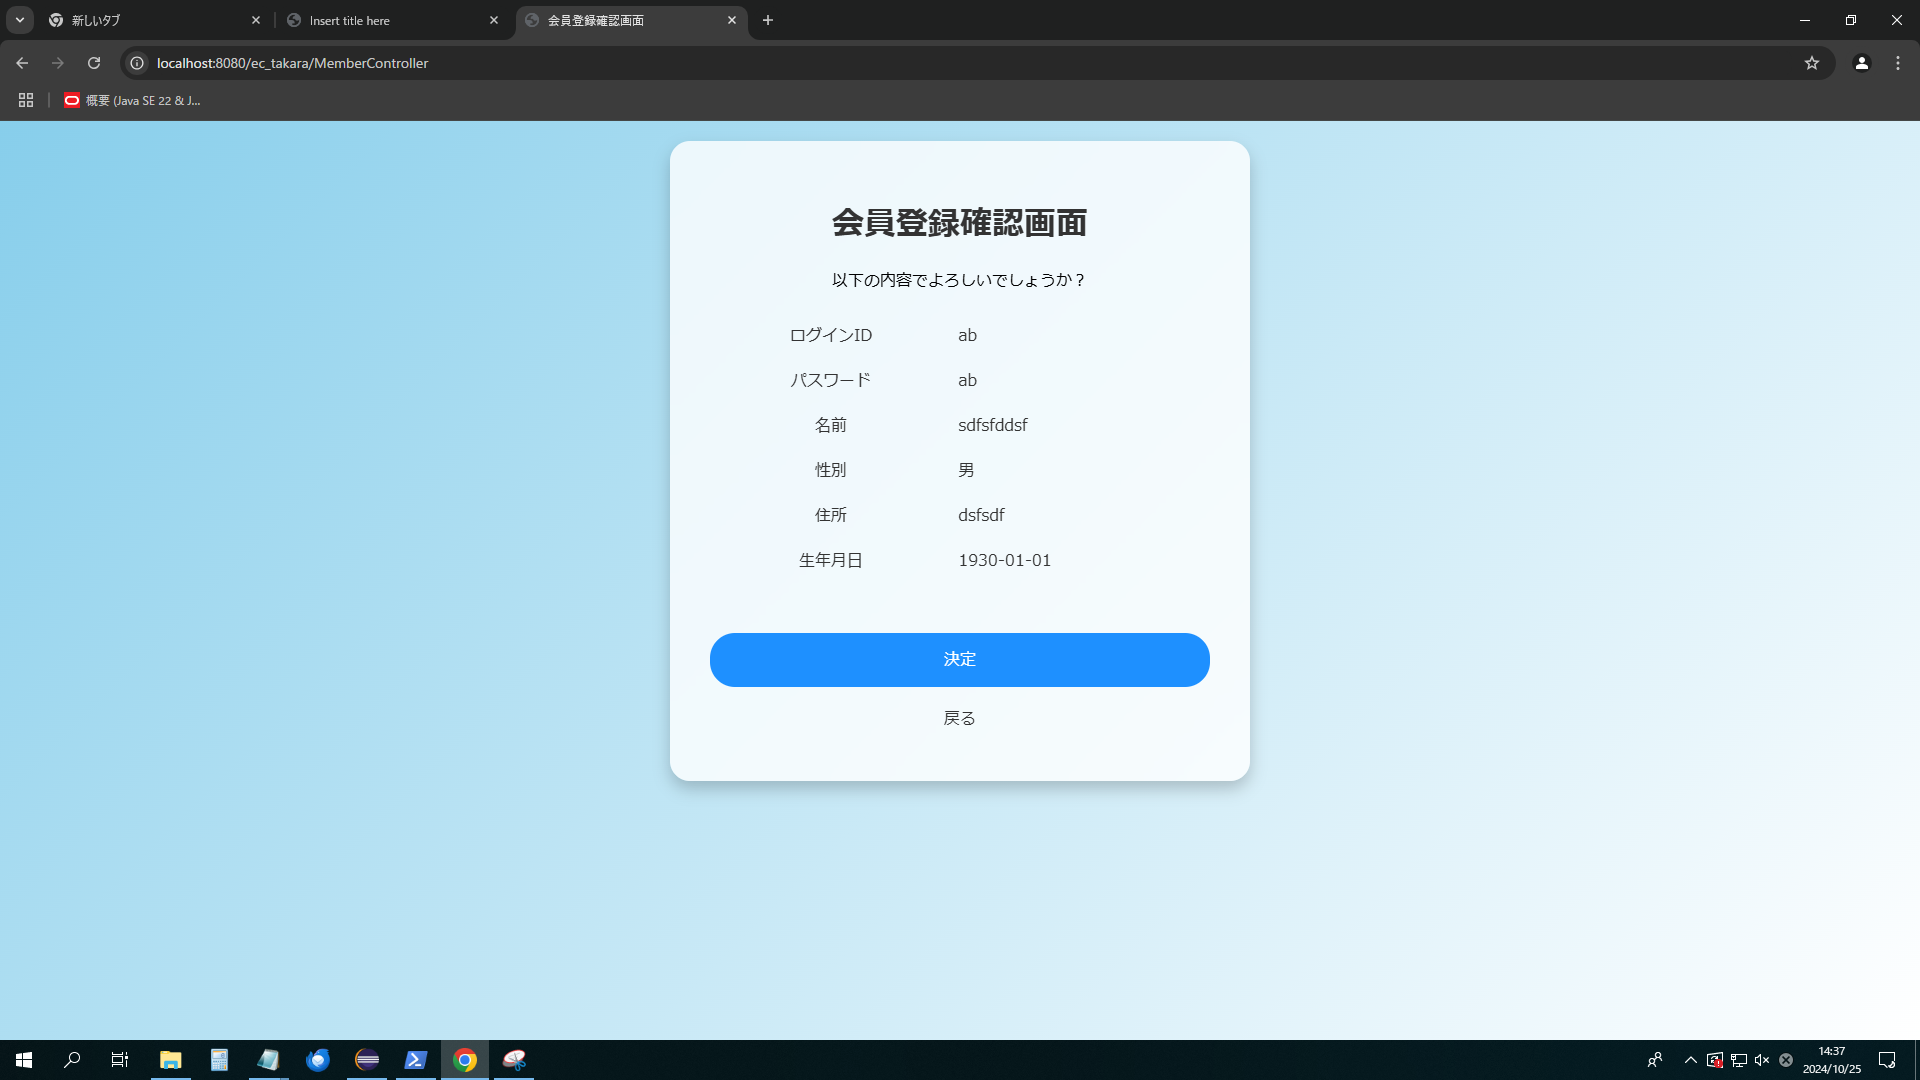 新しいタブ
Insert title here
会員登録確認画面
localhost:8080/ec_takara/MemberController
概要 (Java SE 22 & J...
会員登録確認画面
以下の内容でよろしいでしょうか？
ログインID ab
パスワード ab
名前 sdfsfddsf
性別 男
住所 dsfsdf
生年月日 1930-01-01
決定
戻る
14:37
2024/10/25